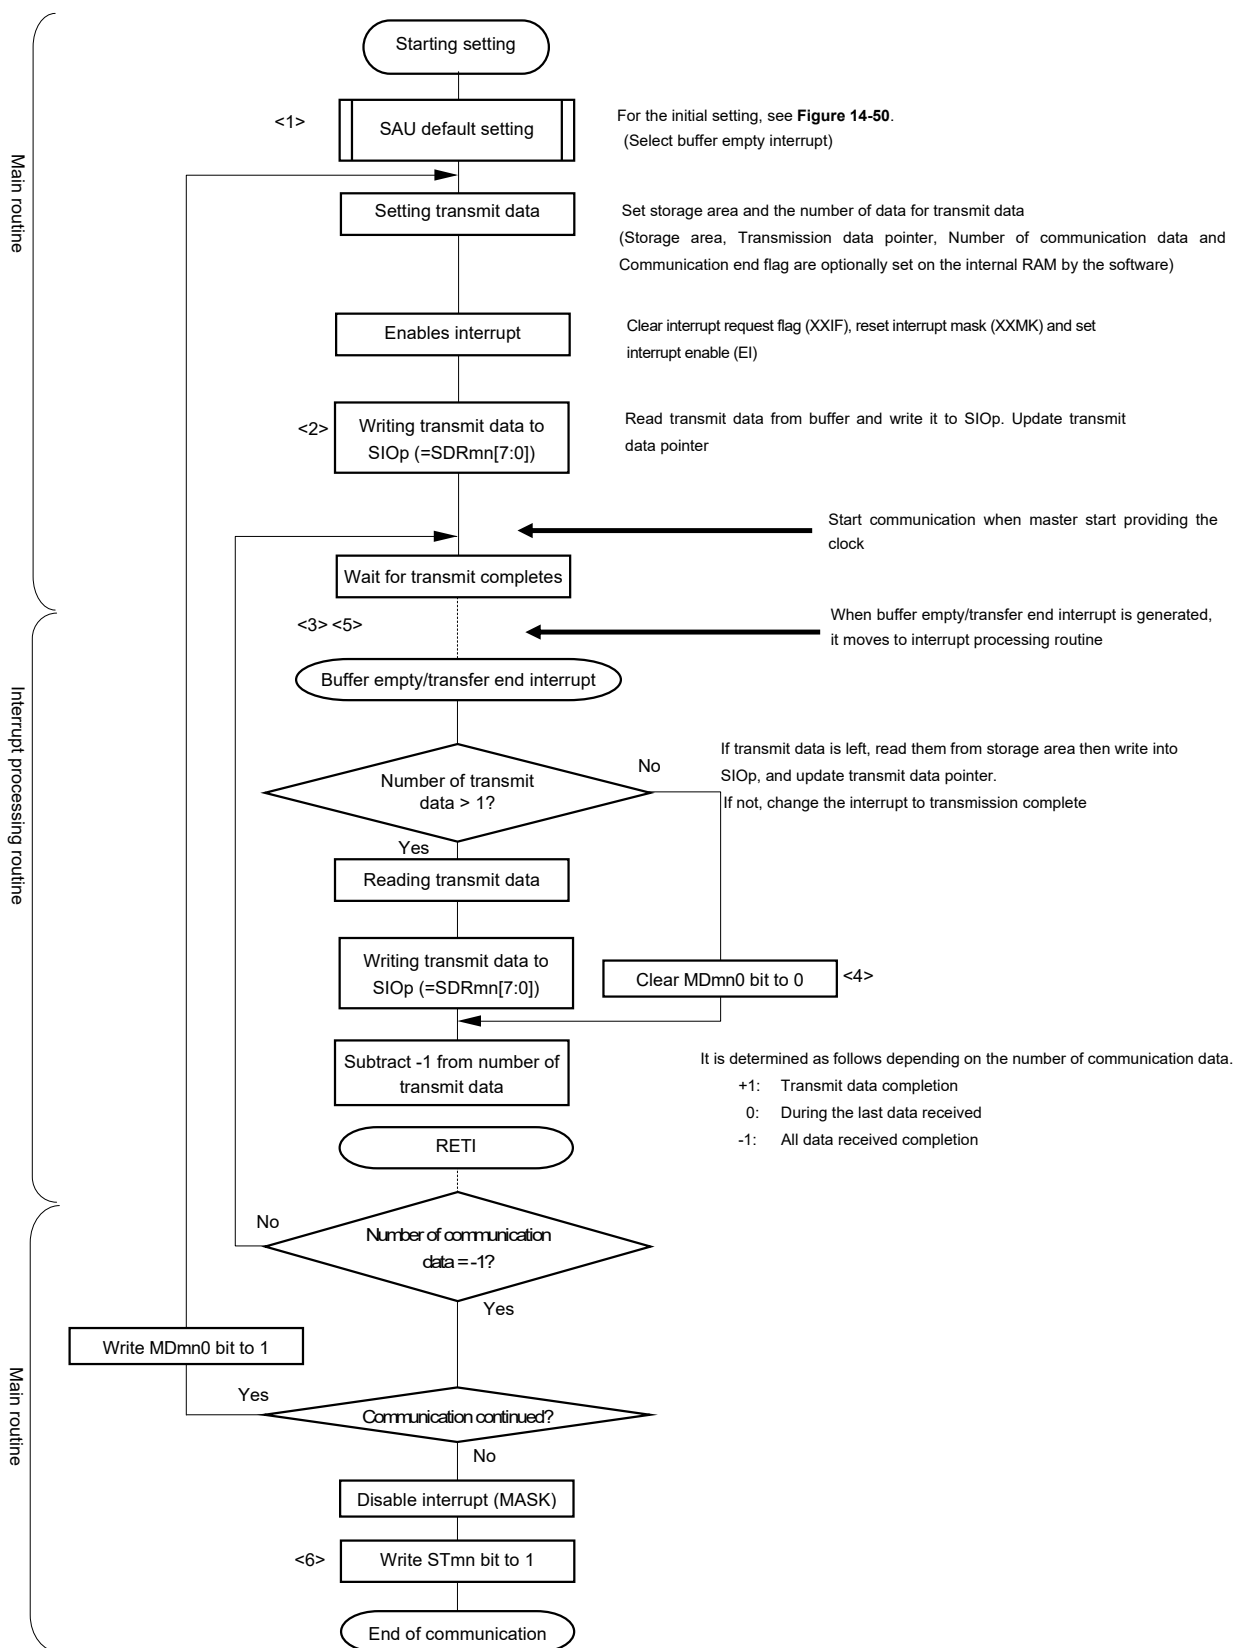 Main routine
Starting setting
<1>
SAU default setting
For the initial setting, see Figure 14-50.
(Select buffer empty interrupt)
Setting transmit data
Set storage area and the number of data for transmit data
(Storage area, Transmission data pointer, Number of communication data and
Communication end flag are optionally set on the internal RAM by the software)
Enables interrupt
Clear interrupt request flag (XXIF), reset interrupt mask (XXMK) and set
interrupt enable (EI)
<2>
Writing transmit data to
SIOp (=SDRmn[7:0])
Read transmit data from buffer and write it to SIOp. Update transmit
data pointer
Start communication when master start providing the
clock
Wait for transmit completes
Interrupt processing routine
<3> <5>
When buffer empty/transfer end interrupt is generated,
it moves to interrupt processing routine
Buffer empty/transfer end interrupt
Number of transmit
data > 1?
No
If transmit data is left, read them from storage area then write into
SIOp, and update transmit data pointer.
If not, change the interrupt to transmission complete
Yes
Reading transmit data
Writing transmit data to
SIOp (=SDRmn[7:0])
Clear MDmn0 bit to 0
<4>
Subtract -1 from number of
transmit data
It is determined as follows depending on the number of communication data.
+1: Transmit data completion
0: During the last data received
-1: All data received completion
RETI
Main routine
No
Number of communication
data = -1?
Yes
Write MDmn0 bit to 1
Yes
Communication continued?
No
Disable interrupt (MASK)
<6>
Write STmn bit to 1
End of communication